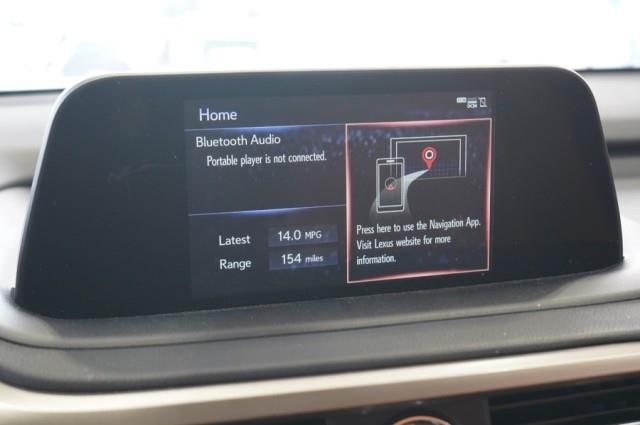 Home
DCM
Bluetooth Audio
Portable player is not connected.
Latest 14.0 MPG
Range 154 miles
Press here to use the Navigation App.
Visit Lexus website for more
information.